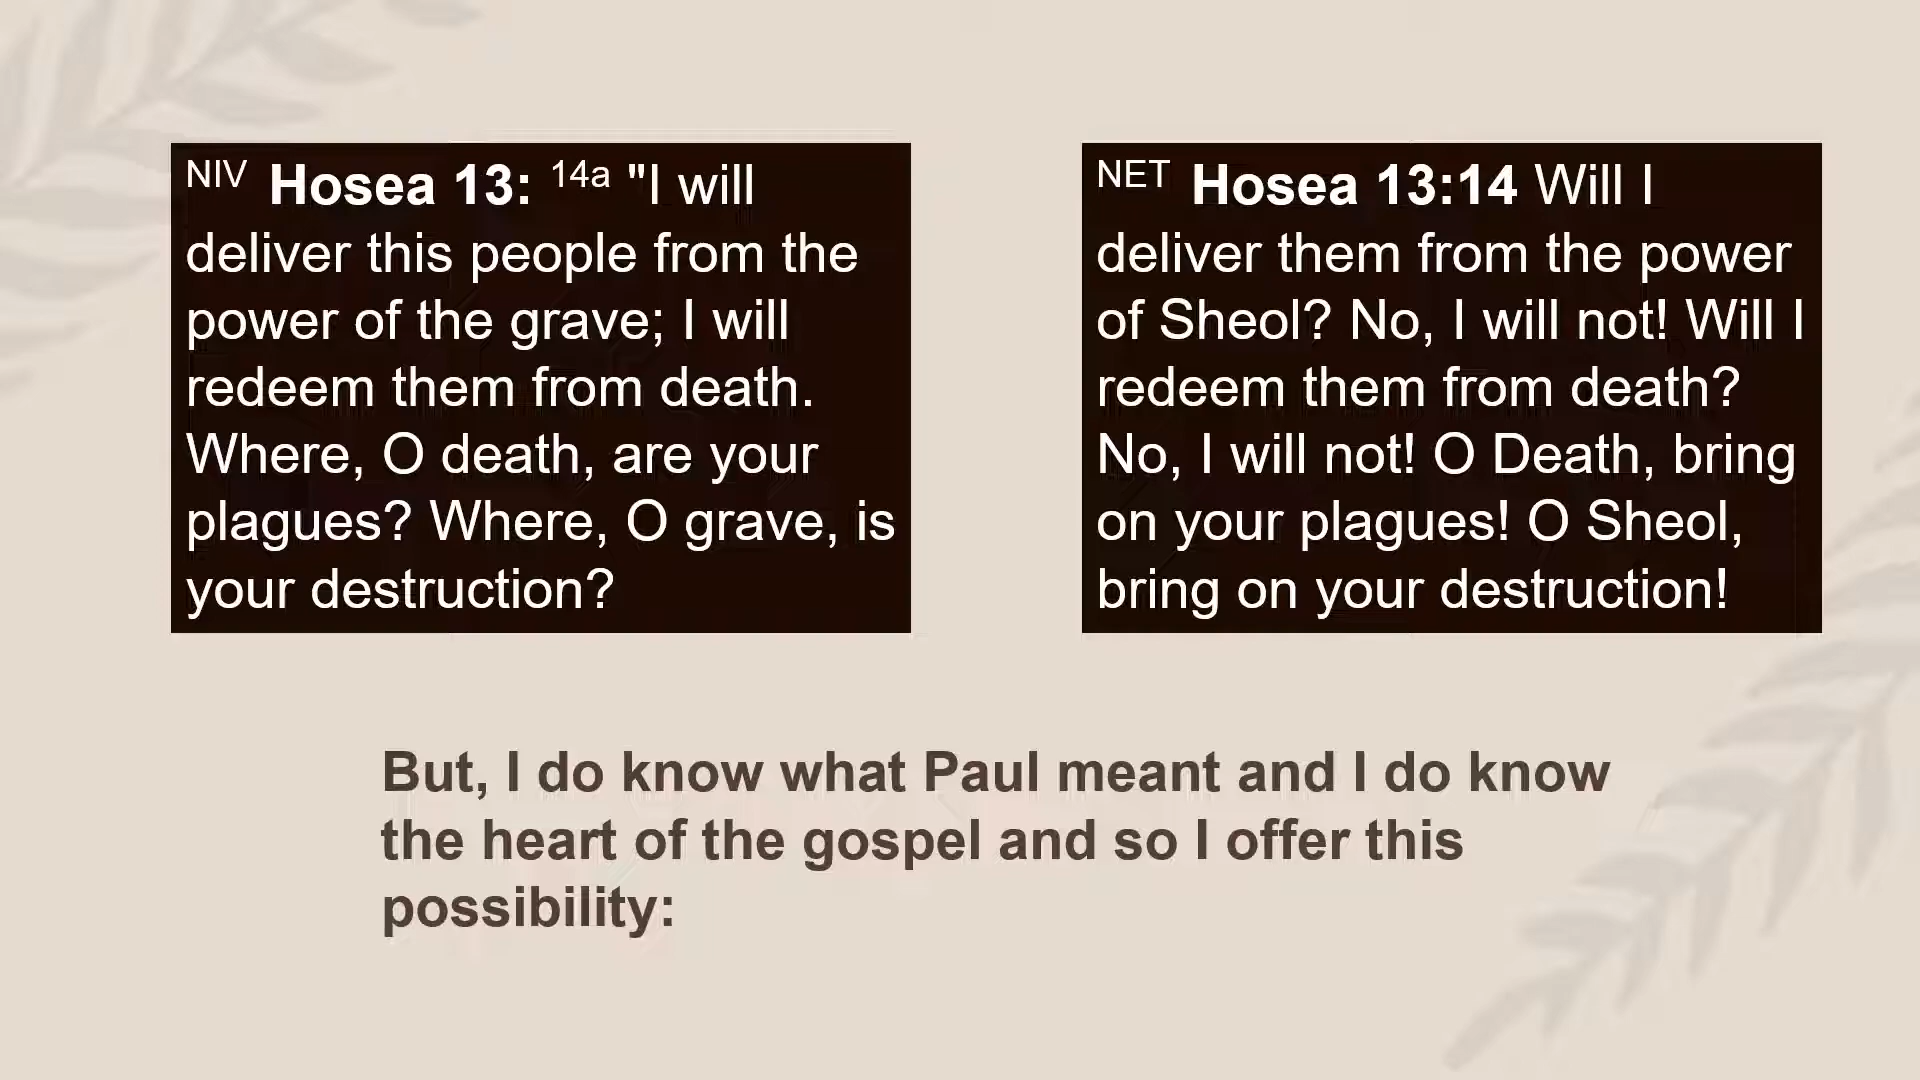 NIV Hosea 13: 14a "I will
deliver this people from the
power of the grave; I will
redeem them from death.
Where, O death, are your
plagues? Where, O grave, is
your destruction?
NET Hosea 13:14 Will I
deliver them from the power
of Sheol? No, I will not! Will I
redeem them from death?
No, I will not! O Death, bring
on your plagues! O Sheol,
bring on your destruction!
But, I do know what Paul meant and I do know
the heart of the gospel and so I offer this
possibility: